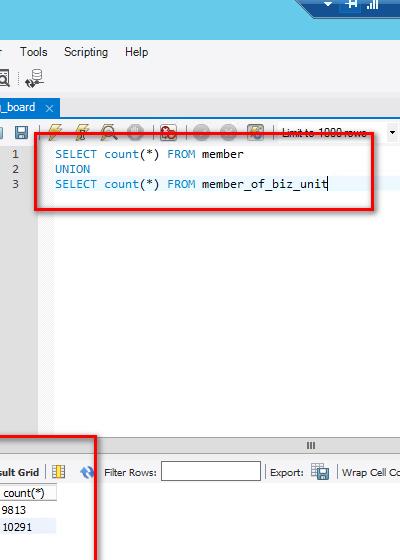 Tools Scripting Help
_board
Limit to 1000 rows
1 SELECT count(*) FROM member
2 UNION
3 SELECT count(*) FROM member_of_biz_unit
sult Grid Filter Rows: Export: Wrap Cell Co
count(*)
9813
10291